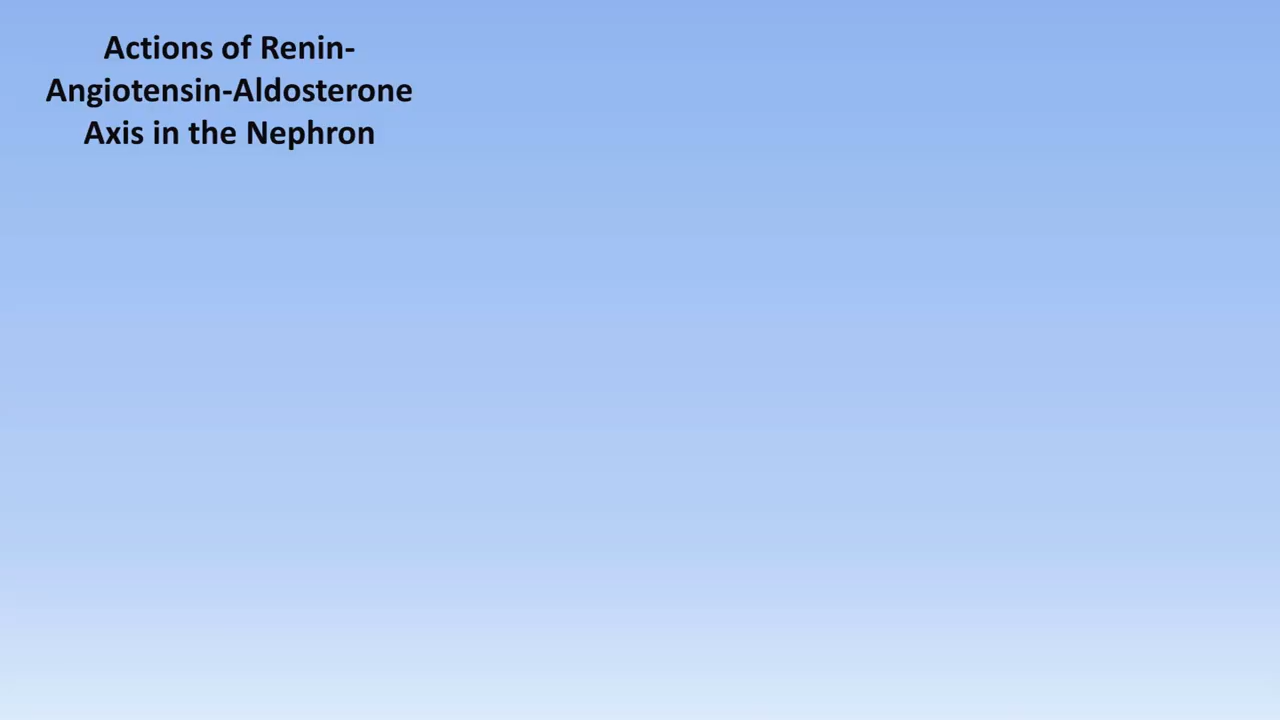 Actions of Renin-
Angiotensin-Aldosterone
Axis in the Nephron